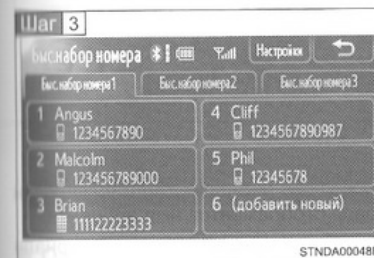 Шаг 3
Быс.набор номера Настройки
Быс. набор номера1 Быс. набор номера2 Быс. набор номера3
1 Angus
1234567890
2 Malcolm
123456789000
3 Brian
111122223333
4 Cliff
1234567890987
5 Phil
12345678
6 (добавить новый)
STNDA00048